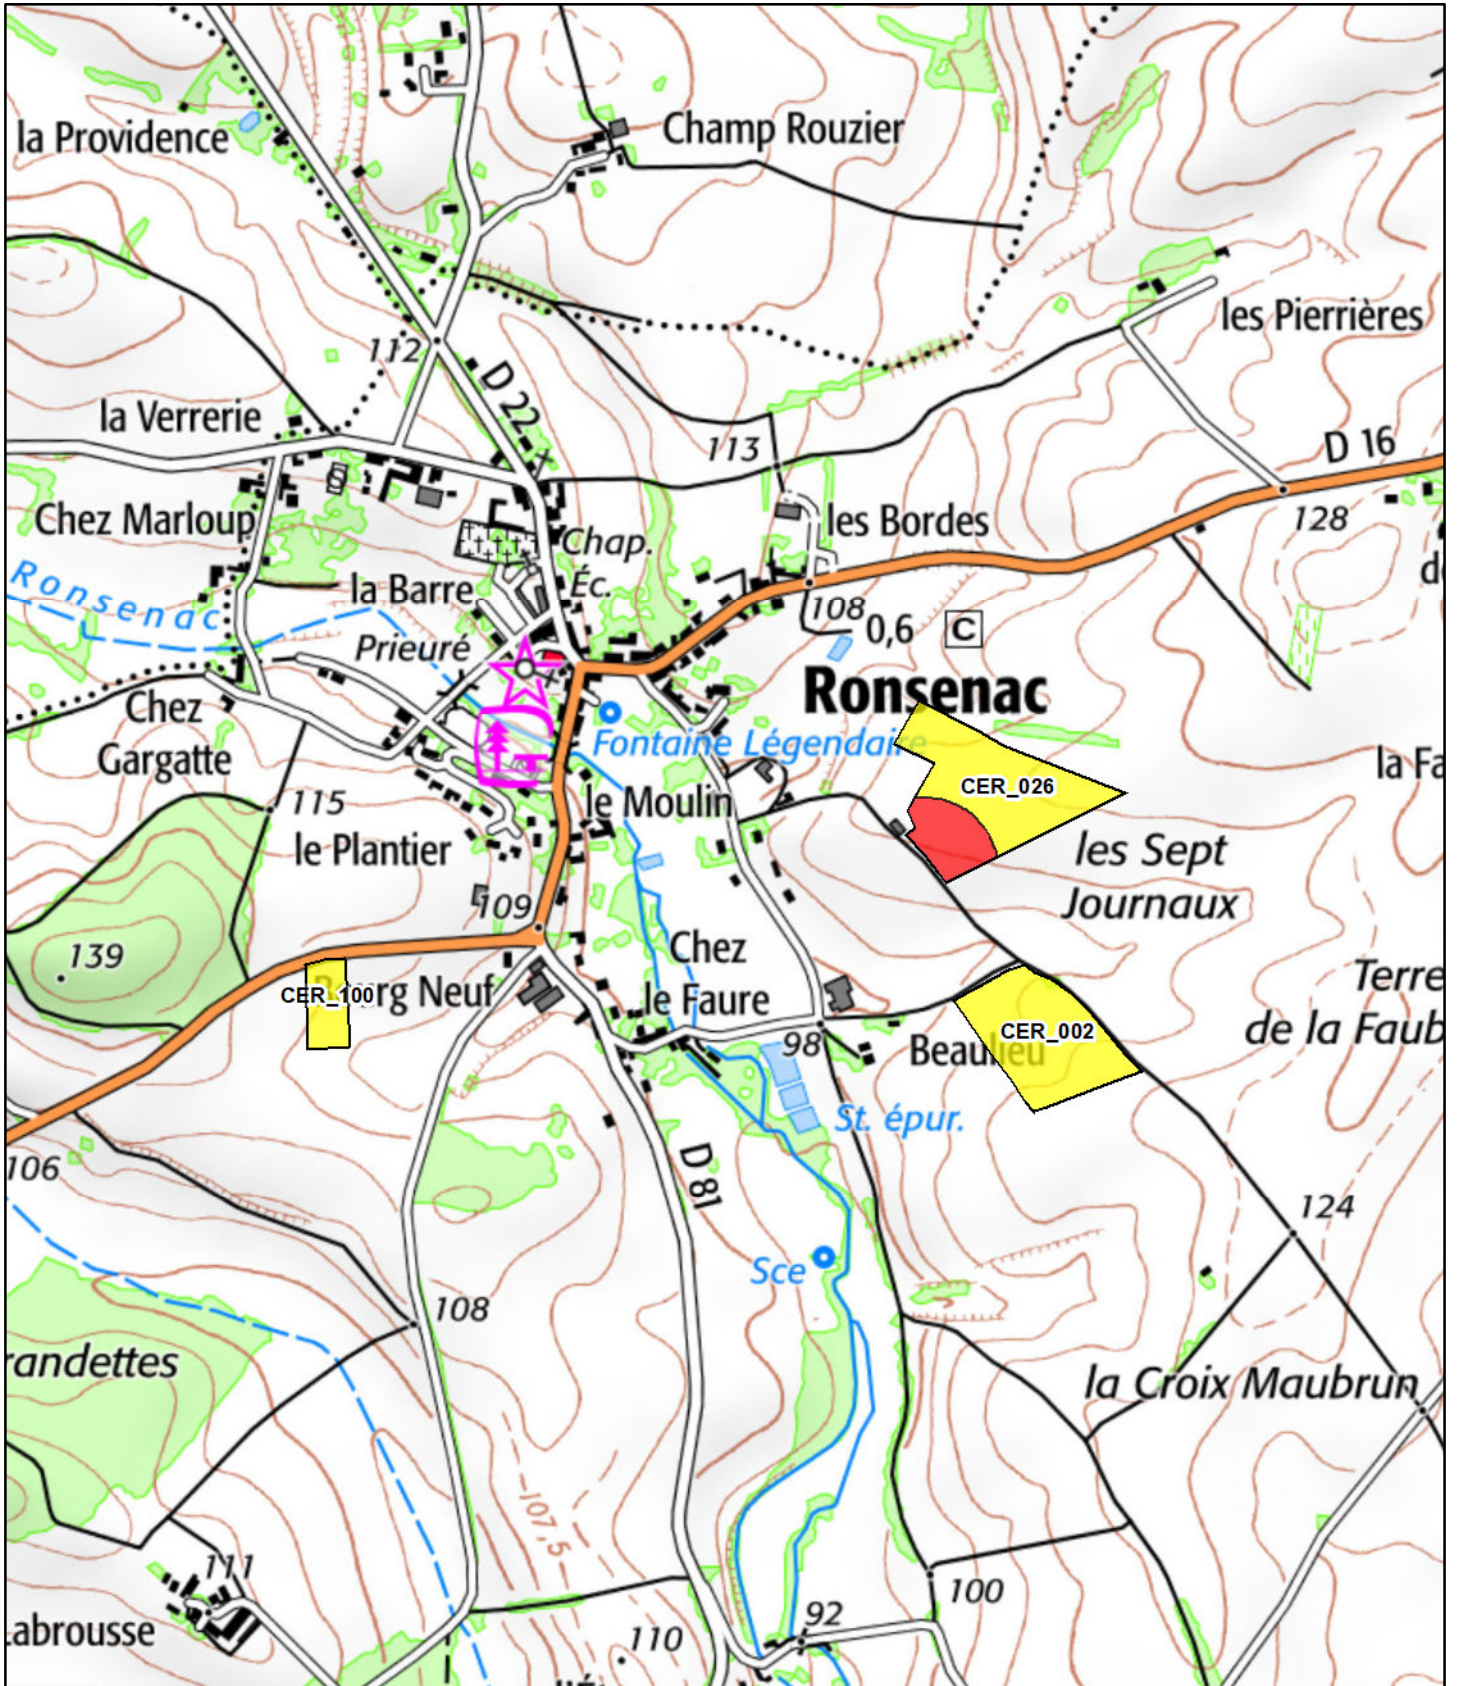 la Providence
Champ Rouzier
les Pierrières
112
D 22
la Verrerie
113
D 16
128
Chez Marloup
Chap.
les Bordes
Éc.
Ronsenac
la Barre
108
0,6
C
Prieuré
Ronsenac
Chez
Gargatte
Fontaine Légendaire
la Fa
CER_026
115
le Moulin
les Sept
Journaux
le Plantier
109
139
Chez
le Faure
Terre
de la Faub
CER_100
rg Neuf
98
Beaulieu
CER_002
St. épur.
106
D 81
124
Sce
108
randettes
la Croix Maubrun
107,5
111
100
abrousse
92
110